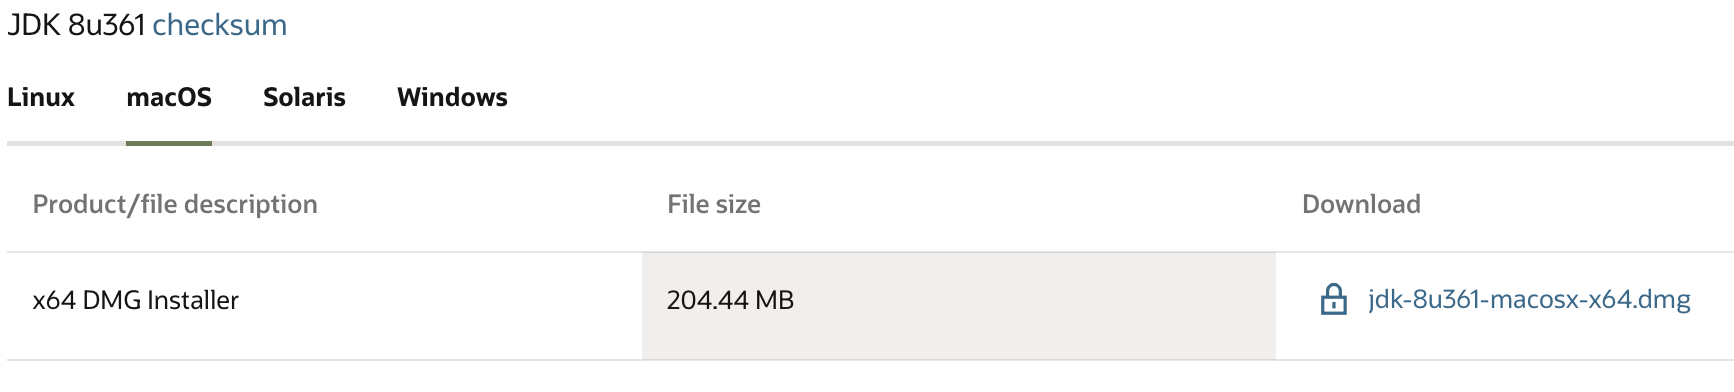 JDK 8u361 checksum
Linux macOS Solaris Windows
Product/file description File size Download
x64 DMG Installer 204.44 MB jdk-8u361-macosx-x64.dmg